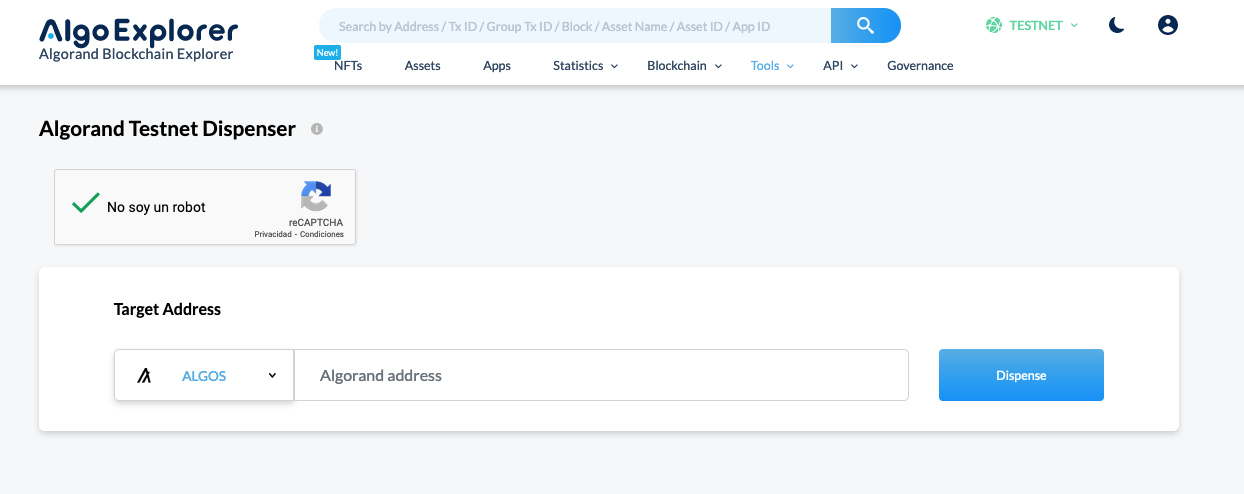 AlgoExplorer
Algorand Blockchain Explorer
Search by Address / Tx ID / Group Tx ID / Block / Asset Name / Asset ID / App ID
TESTNET
New!
NFTs Assets Apps Statistics Blockchain Tools API Governance
Algorand Testnet Dispenser
No soy un robot
reCAPTCHA
Privacidad - Condiciones
Target Address
ALGOS Algorand address Dispense